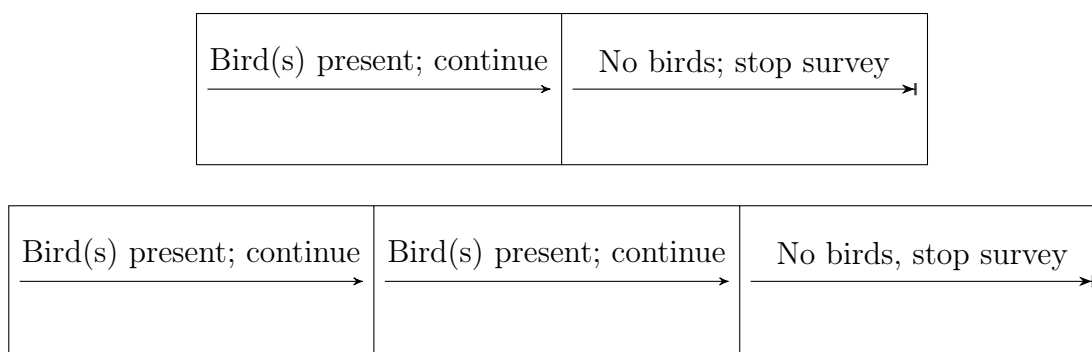 Bird(s) present; continue
No birds; stop survey
Bird(s) present; continue
Bird(s) present; continue
No birds, stop survey